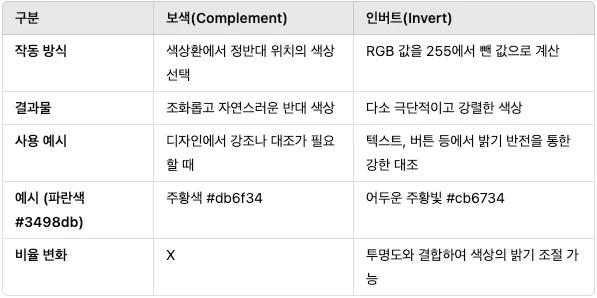 구분 보색(Complement) 인버트(Invert)
작동 방식 색상환에서 정반대 위치의 색상 RGB 값을 255에서 뺀 값으로 계산
선택
결과물 조화롭고 자연스러운 반대 색상 다소 극단적이고 강렬한 색상
사용 예시 디자인에서 강조나 대조가 필요 텍스트, 버튼 등에서 밝기 반전을 통한
할 때 강한 대조
예시 (파란색 주황색 #db6f34 어두운 주황빛 #cb6734
#3498db)
비율 변화 X 투명도와 결합하여 색상의 밝기 조절 가
능